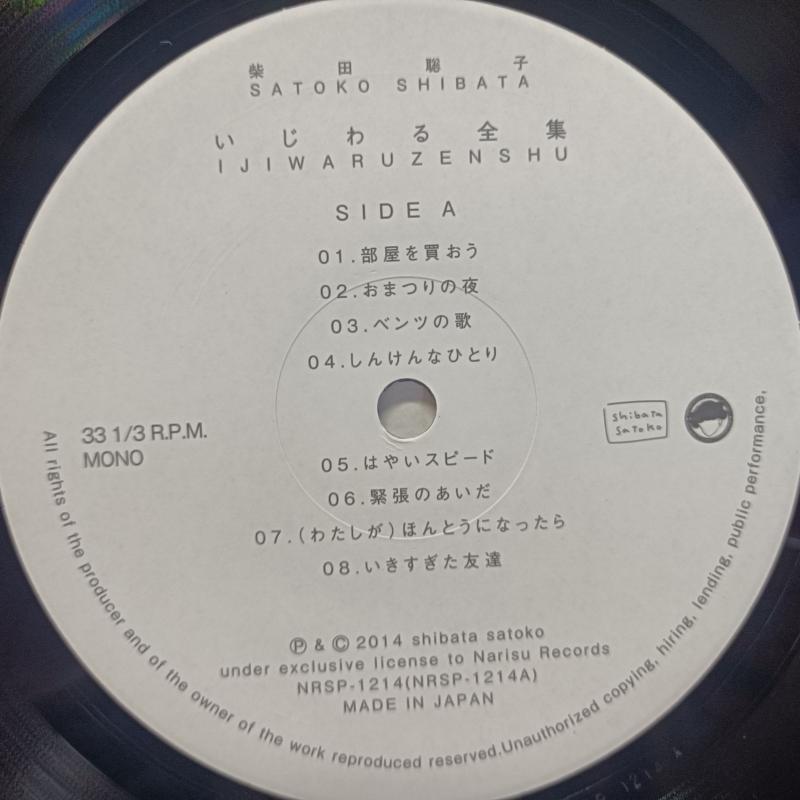 柴田聡子
SATOKO SHIBATA
いじわる全集
IJIWARUZENSHU
SIDE A
01.部屋を買おう
02.おまつりの夜
03.ベンツの歌
04.しんけんなひとり
33 1/3 R.P.M.
MONO
shibata
satoko
05.はやいスピード
06.緊張のあいだ
07.(わたしが)ほんとうになったら
08.いきすぎた友達
Ⓟ & Ⓒ 2014 shibata satoko
under exclusive license to Narisu Records
NRSP-1214(NRSP-1214A)
MADE IN JAPAN
All rights of the producer and of the owner of the work reproduced reserved.Unauthorized copying, hiring, lending, public performance,